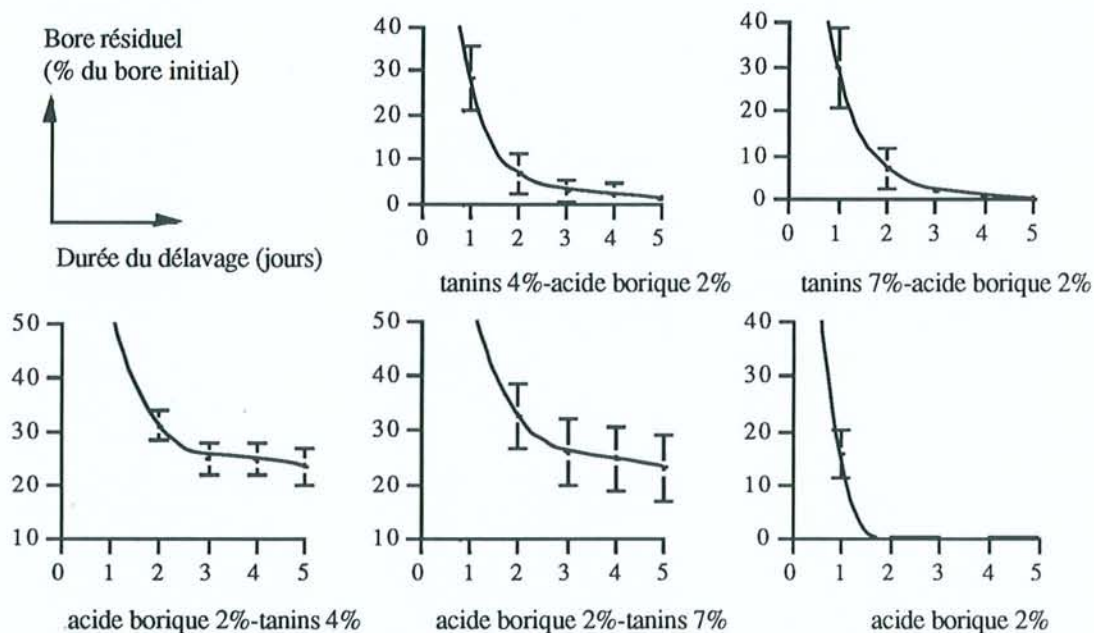 Bore résiduel
(% du bore initial)
Durée du délavage (jours)
40
30
20
10
0
0 1 2 3 4 5
tanins 4%-acide borique 2%
40
30
20
10
0
0 1 2 3 4 5
tanins 7%-acide borique 2%
50
40
30
20
10
0 1 2 3 4 5
acide borique 2%-tanins 4%
50
40
30
20
10
0 1 2 3 4 5
acide borique 2%-tanins 7%
40
30
20
10
0
0 1 2 3 4 5
acide borique 2%